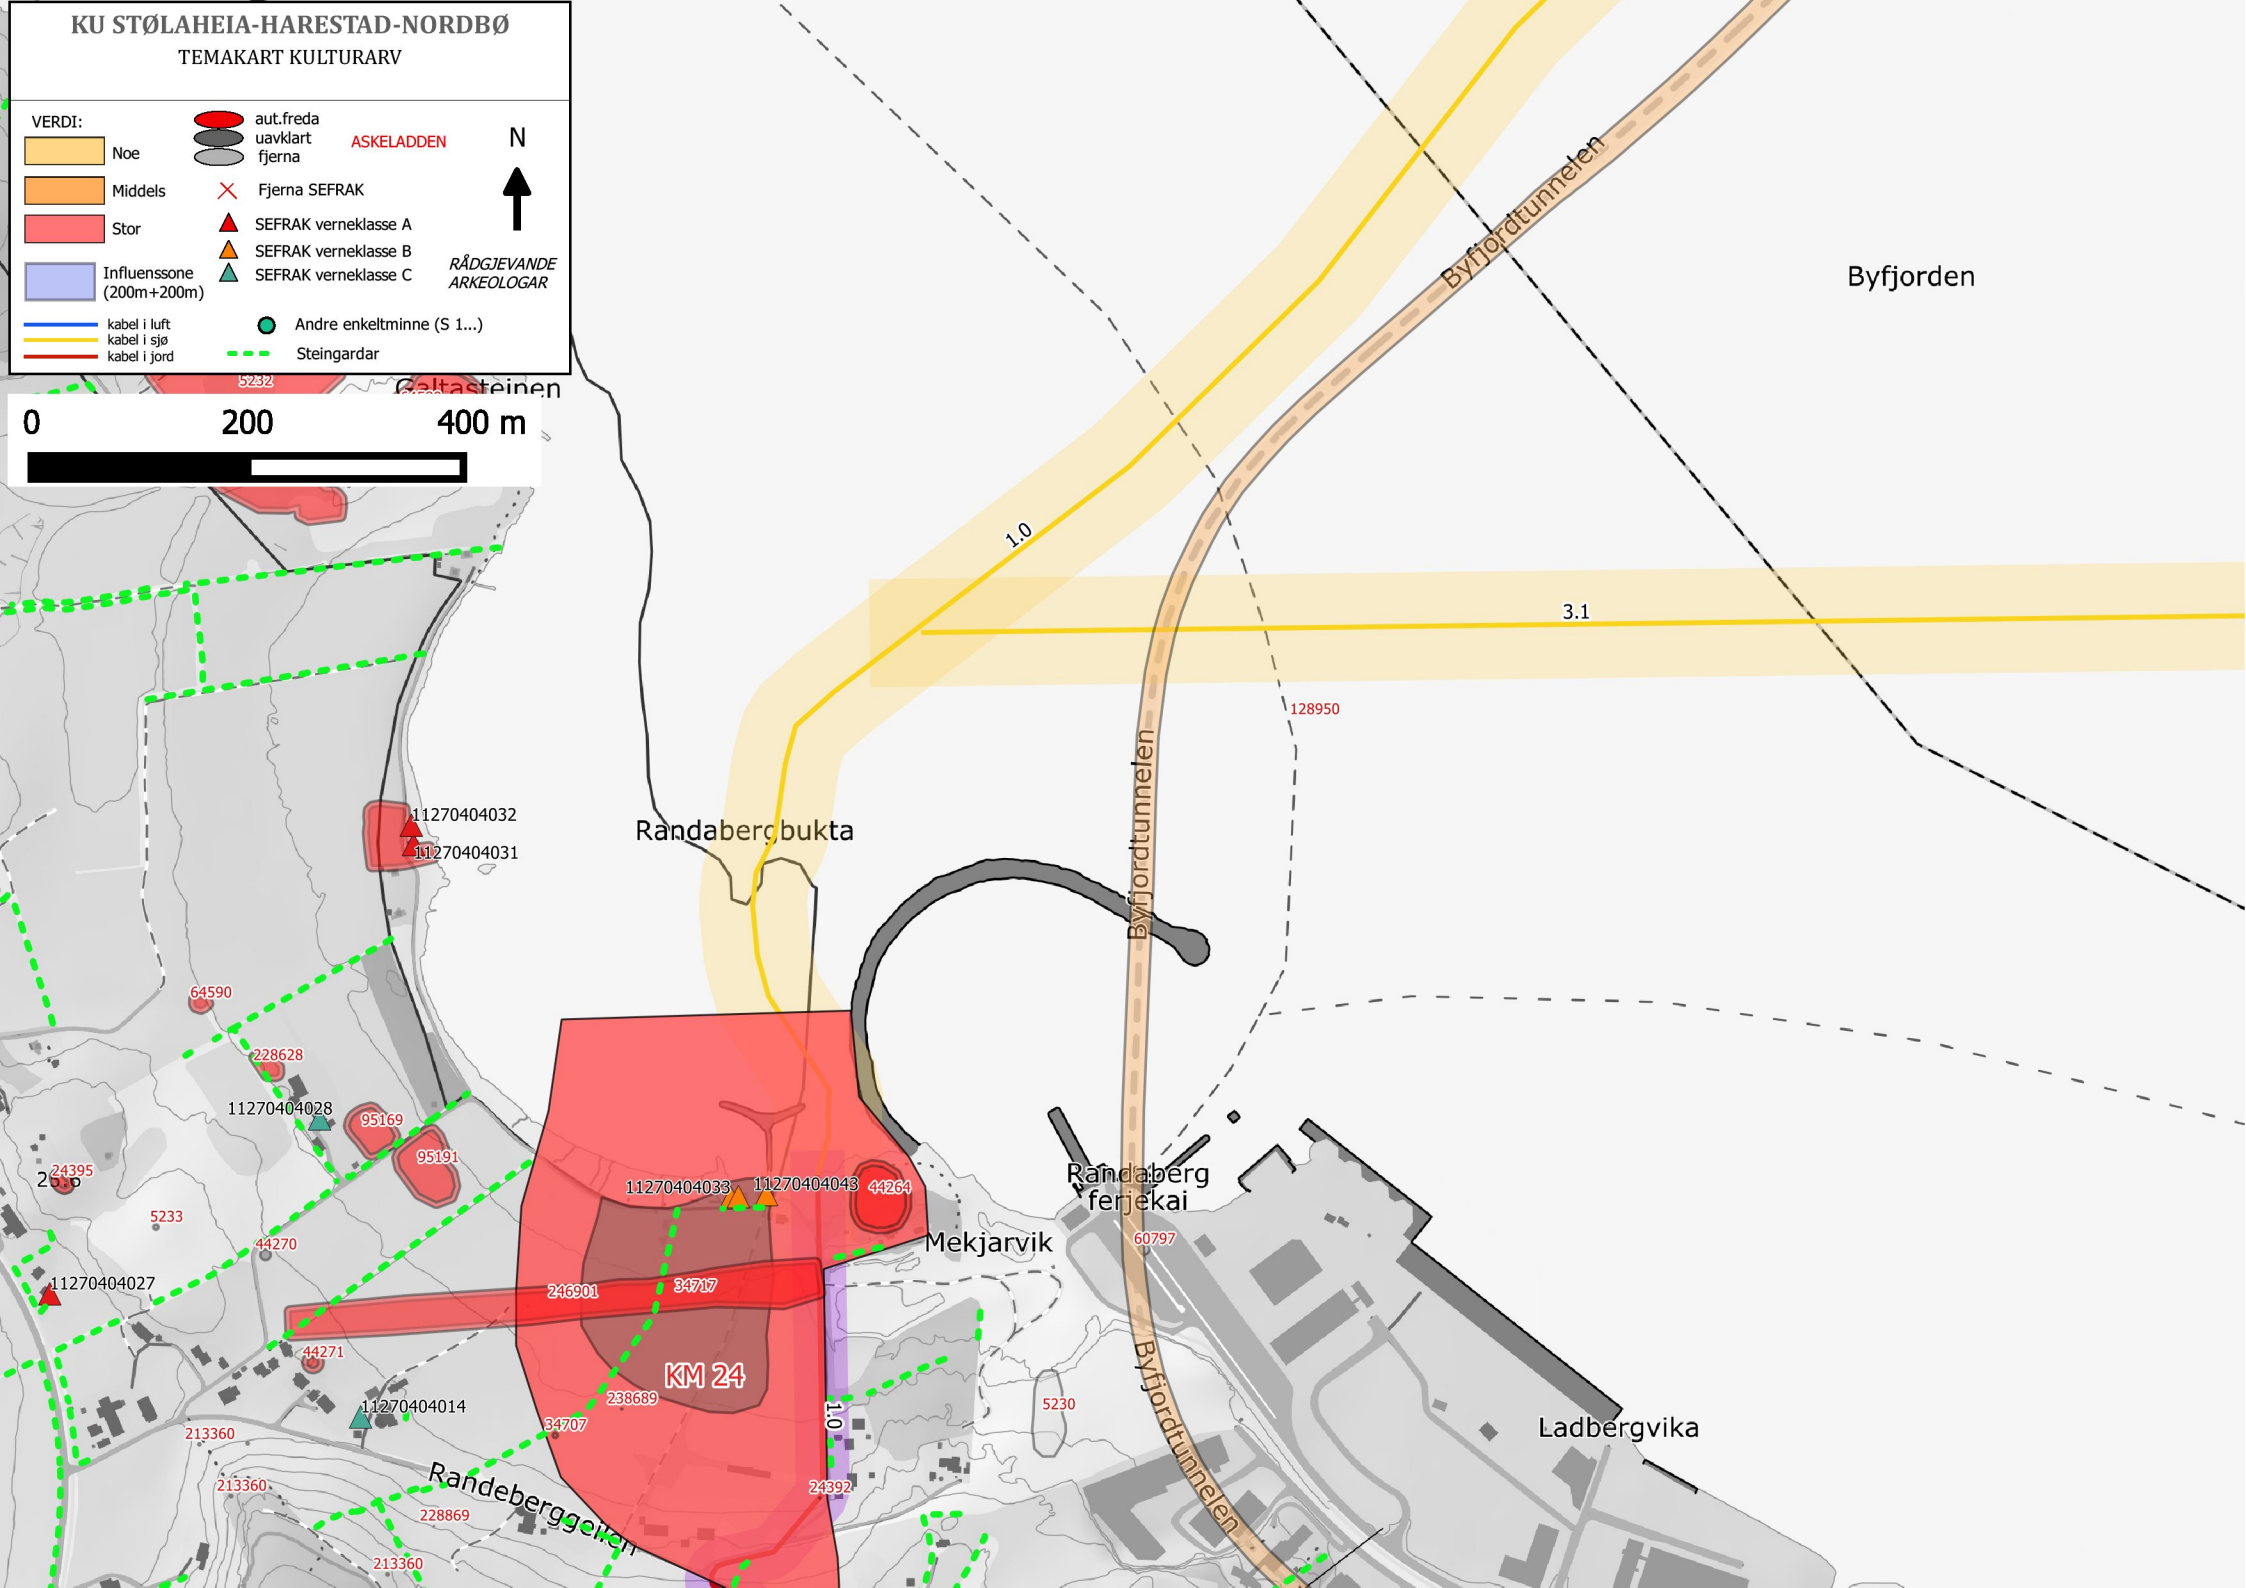 KU STØLAHEIA-HARESTAD-NORDBØ
TEMAKART KULTURARV
VERDI:
Noe
Middels
Stor
Influenssone
(200m+200m)
kabel i luft
kabel i sjø
kabel i jord
aut.freda
uavklart
fjerna
ASKELADDEN
Fjerna SEFRAK
SEFRAK verneklasse A
SEFRAK verneklasse B
SEFRAK verneklasse C
Andre enkeltminne (S 1...)
Steingardar
N
RÅDGJEVANDE
ARKEOLOGAR
5232
Galtasteinen
0 200 400 m
Byfjordtunnelen
Byfjorden
1.0
3.1
128950
Byfjordtunnelen
11270404032
11270404031
Randabergbukta
64590
228628
11270404028
95169
95191
24395
5233
44270
11270404027
11270404033
11270404043
44264
Randaberg
ferjekai
Mekjarvik
60797
246901
34717
44271
KM 24
238689
34707
11270404014
213360
1.0
5230
Ladbergvika
Byfjordtunnelen
24392
213360
Randeberggeilen
228869
213360